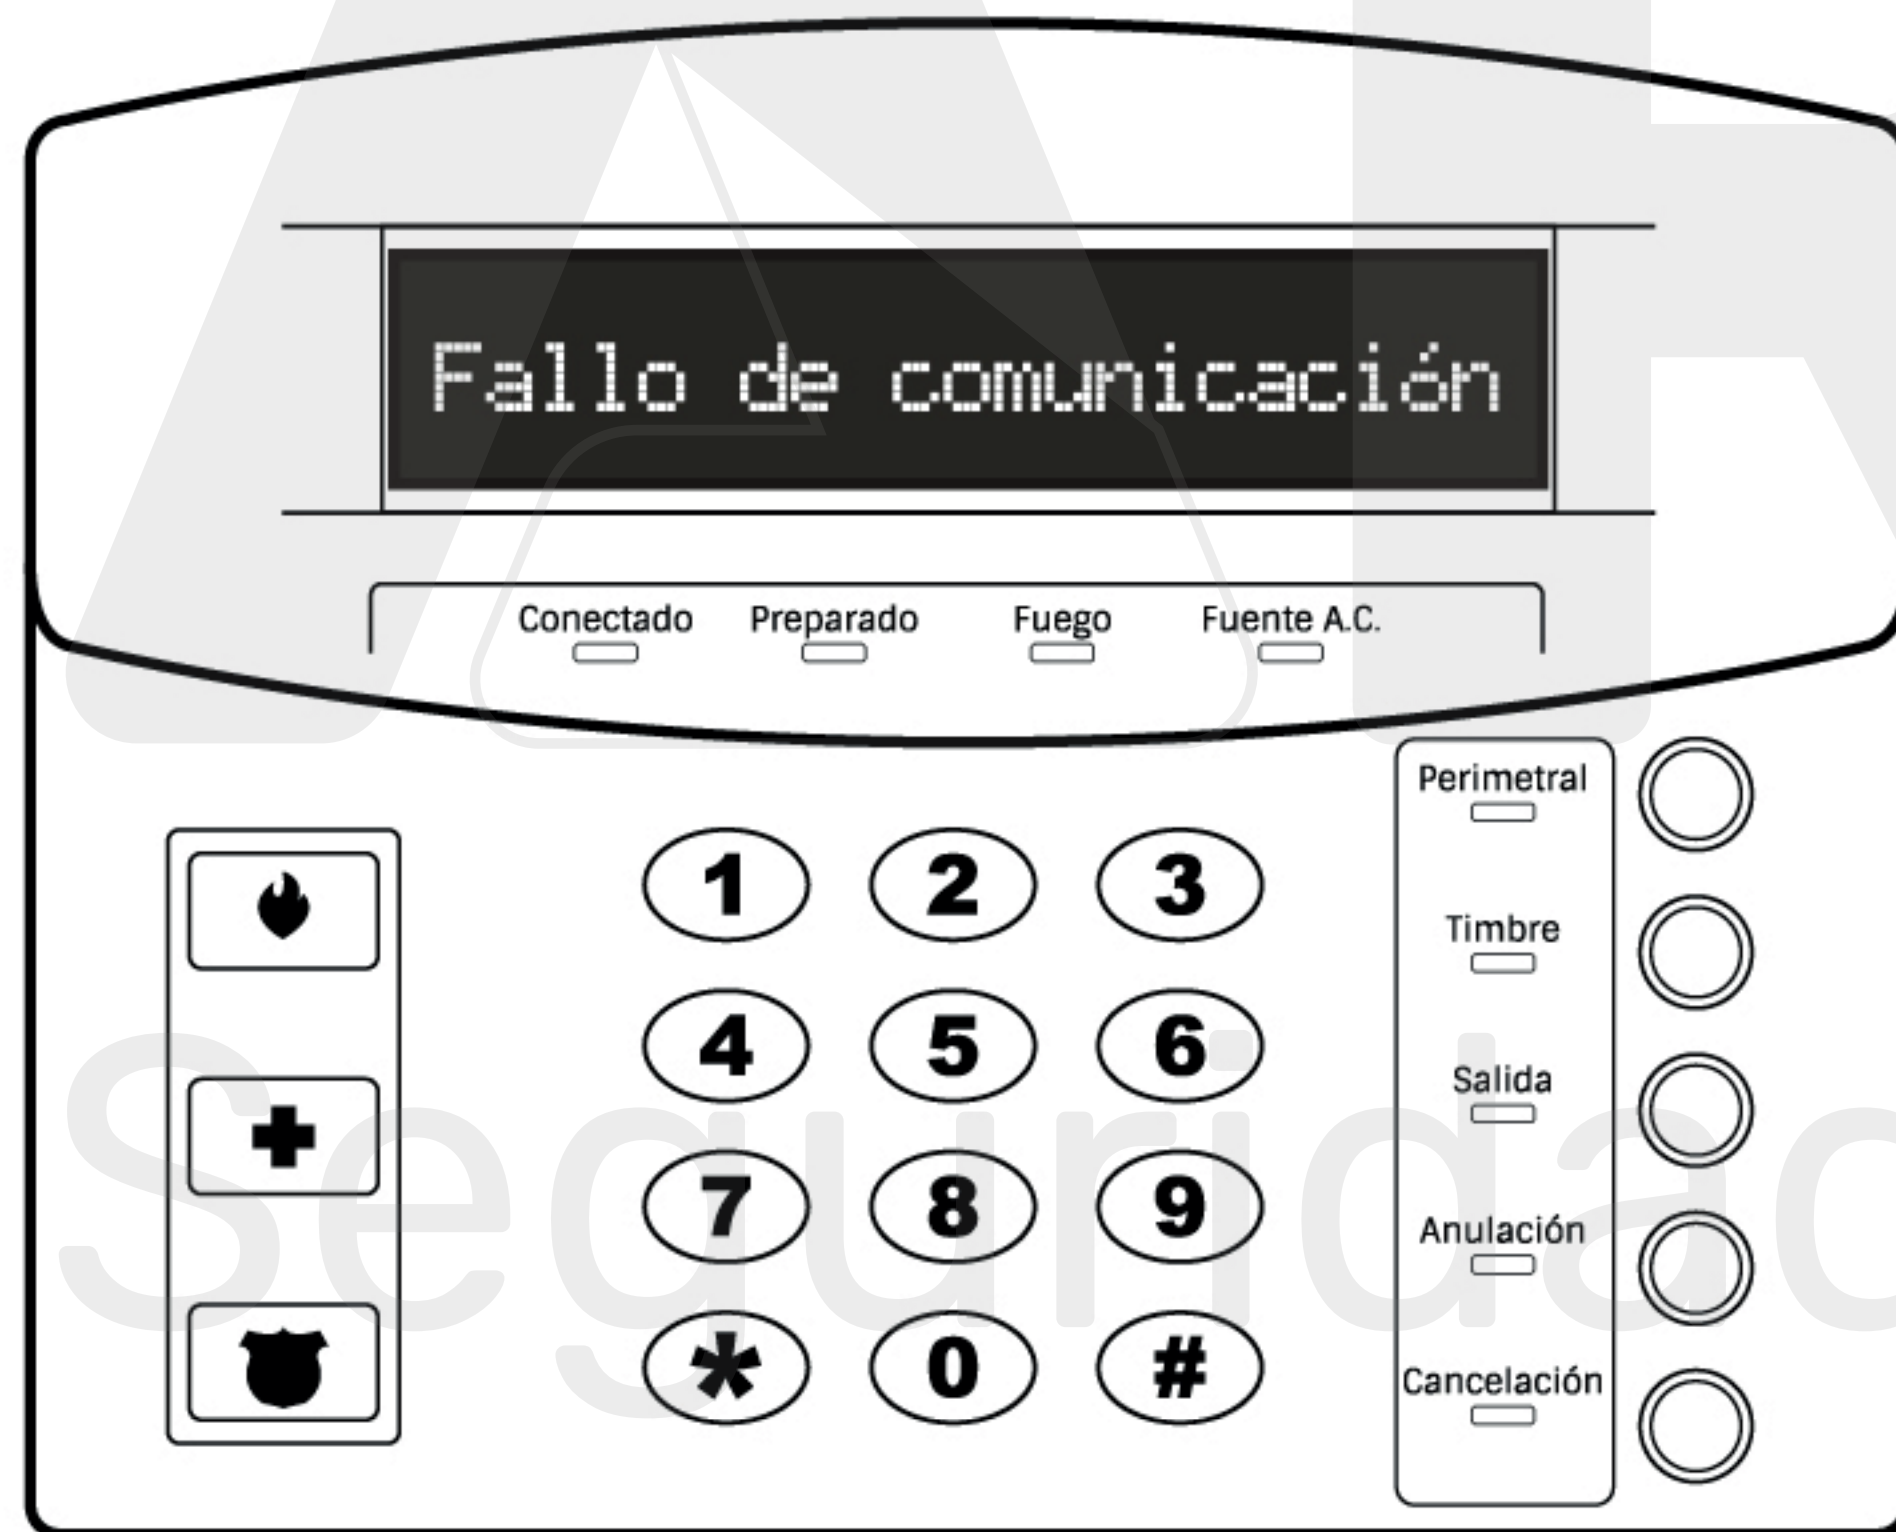 Fallo de comunicación
Conectado Preparado Fuego Fuente A.C.
Perimetral
1 2 3
Timbre
4 5 6
Salida
7 8 9
Anulación
* 0 #
Cancelación
Seguridad